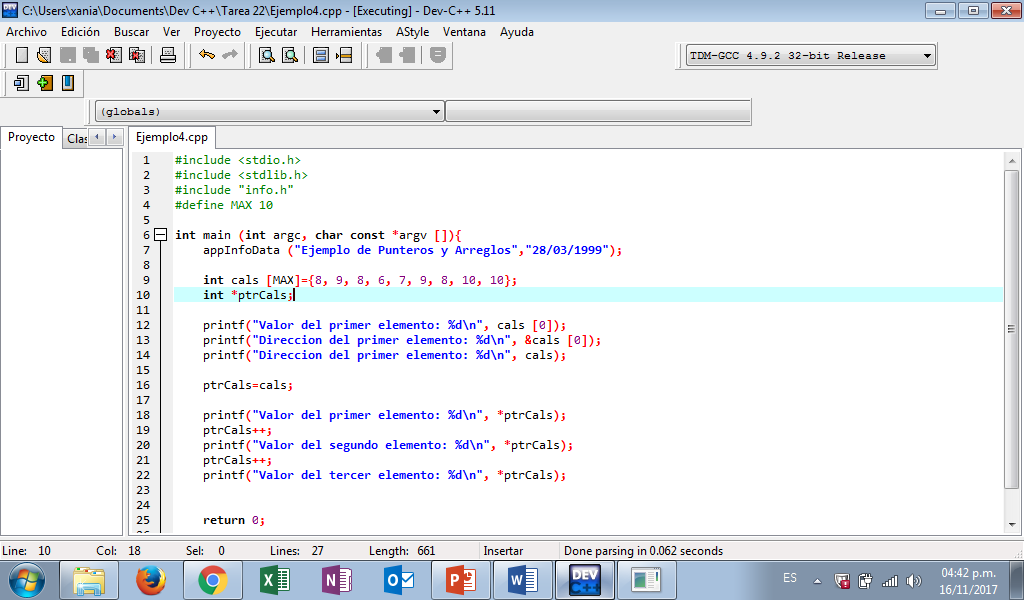 C:\Users\xania\Documents\Dev C++\Tarea 22\Ejemplo4.cpp - [Executing] - Dev-C++ 5.11
Archivo Edición Buscar Ver Proyecto Ejecutar Herramientas AStyle Ventana Ayuda
TDM-GCC 4.9.2 32-bit Release
(globals)
Proyecto Clas Ejemplo4.cpp
1 #include <stdio.h>
2 #include <stdlib.h>
3 #include "info.h"
4 #define MAX 10
5
6 int main (int argc, char const *argv []){
7 appInfoData ("Ejemplo de Punteros y Arreglos","28/03/1999");
8
9 int cals [MAX]={8, 9, 8, 6, 7, 9, 8, 10, 10};
10 int *ptrCals;
11
12 printf("Valor del primer elemento: %d\n", cals [0]);
13 printf("Direccion del primer elemento: %d\n", &cals [0]);
14 printf("Direccion del primer elemento: %d\n", cals);
15
16 ptrCals=cals;
17
18 printf("Valor del primer elemento: %d\n", *ptrCals);
19 ptrCals++;
20 printf("Valor del segundo elemento: %d\n", *ptrCals);
21 ptrCals++;
22 printf("Valor del tercer elemento: %d\n", *ptrCals);
23
24
25 return 0;
Line: 10 Col: 18 Sel: 0 Lines: 27 Length: 661 Insertar Done parsing in 0.062 seconds
DEV C++
ES
04:42 p.m.
16/11/2017